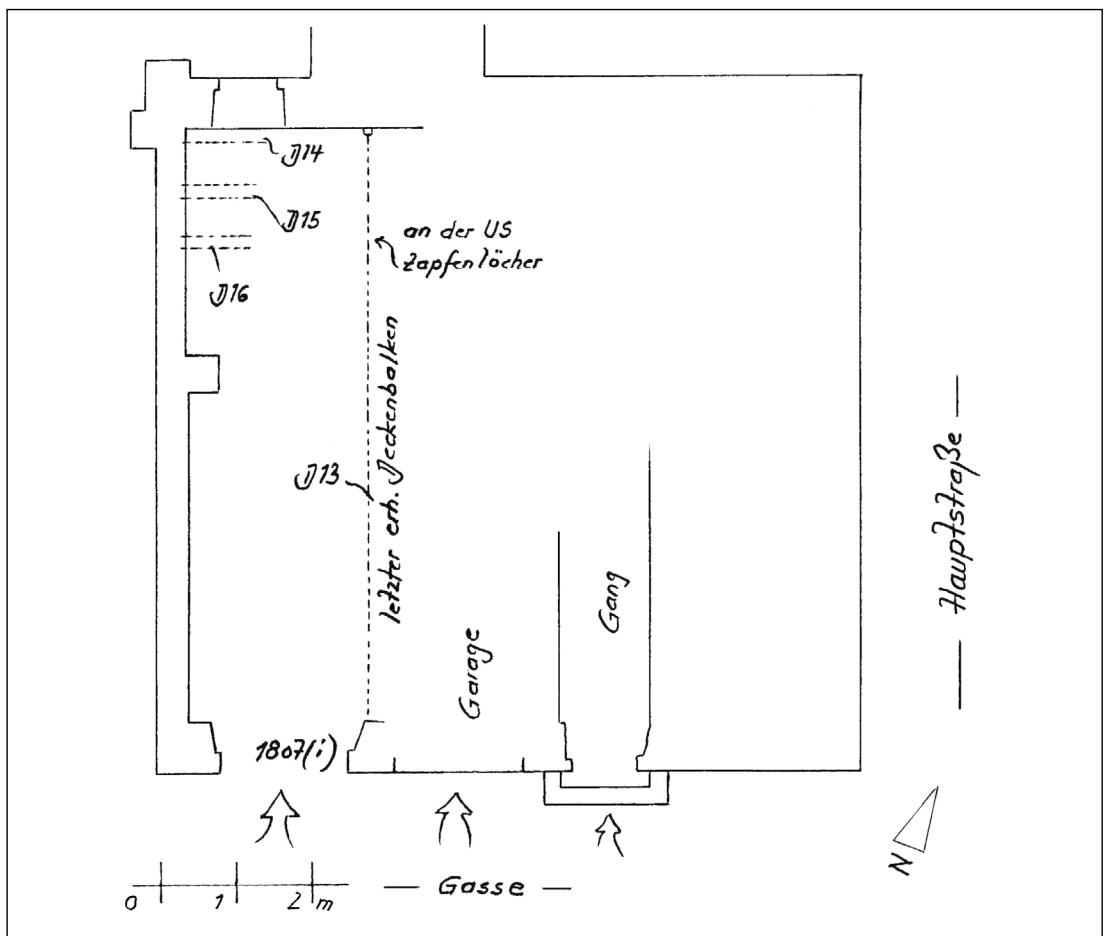 D14
D15
an der US
Zapfenlöcher
D16
D13
letzter erh. Deckenbalken
Hauptstraße
Gang
Garage
1807(i)
N
Gasse
0 1 2 m